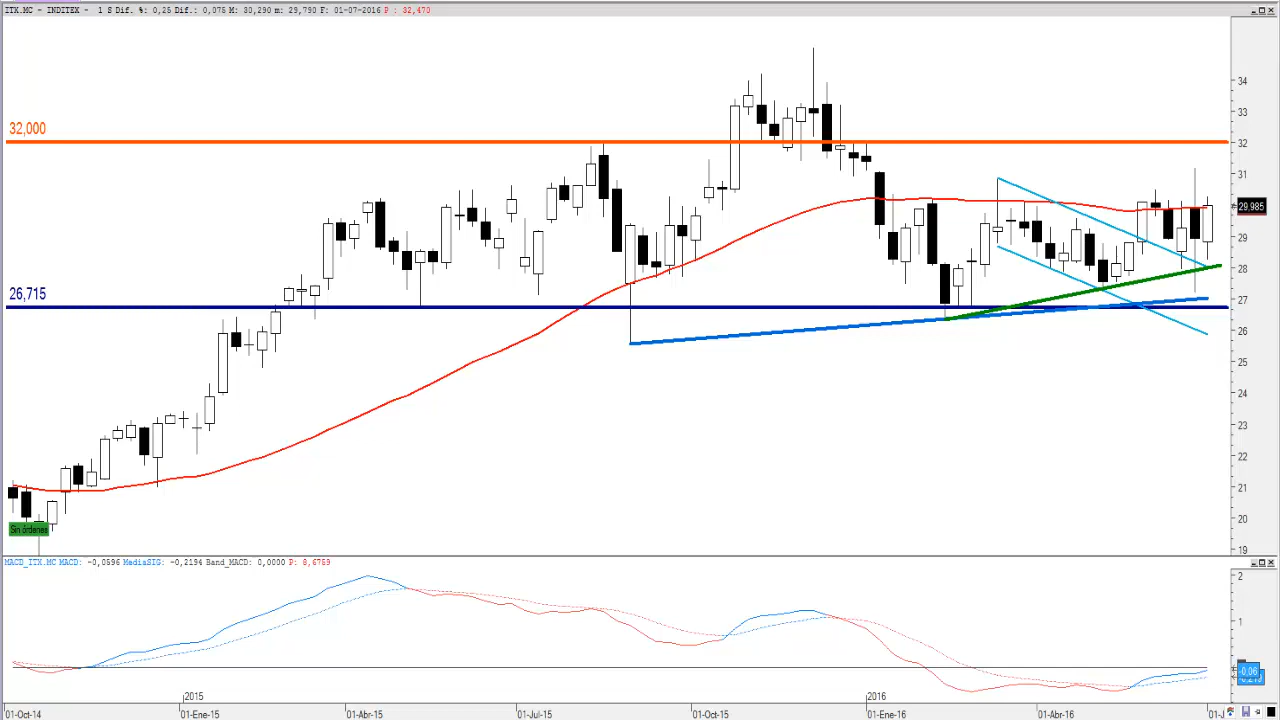 ITX.MC - INDITEX - 1 S Dif. %: 0,25 Dif.: 0,075 M: 30,290 m: 29,790 F: 01-07-2016 P : 32,470
34
33
32,000
32
31
30
29,985
29
28
26,715
27
26
25
24
23
22
21
20
Sin órdenes
19
MACD_ITX.MC MACD: -0,0596 MediaSIG: -0,2194 Band_MACD: 0,0000 P: 8,6759
2
1
-0,06
2015
2016
01-Oct-14
01-Ene-15
01-Abr-15
01-Jul-15
01-Oct-15
01-Ene-16
01-Abr-16